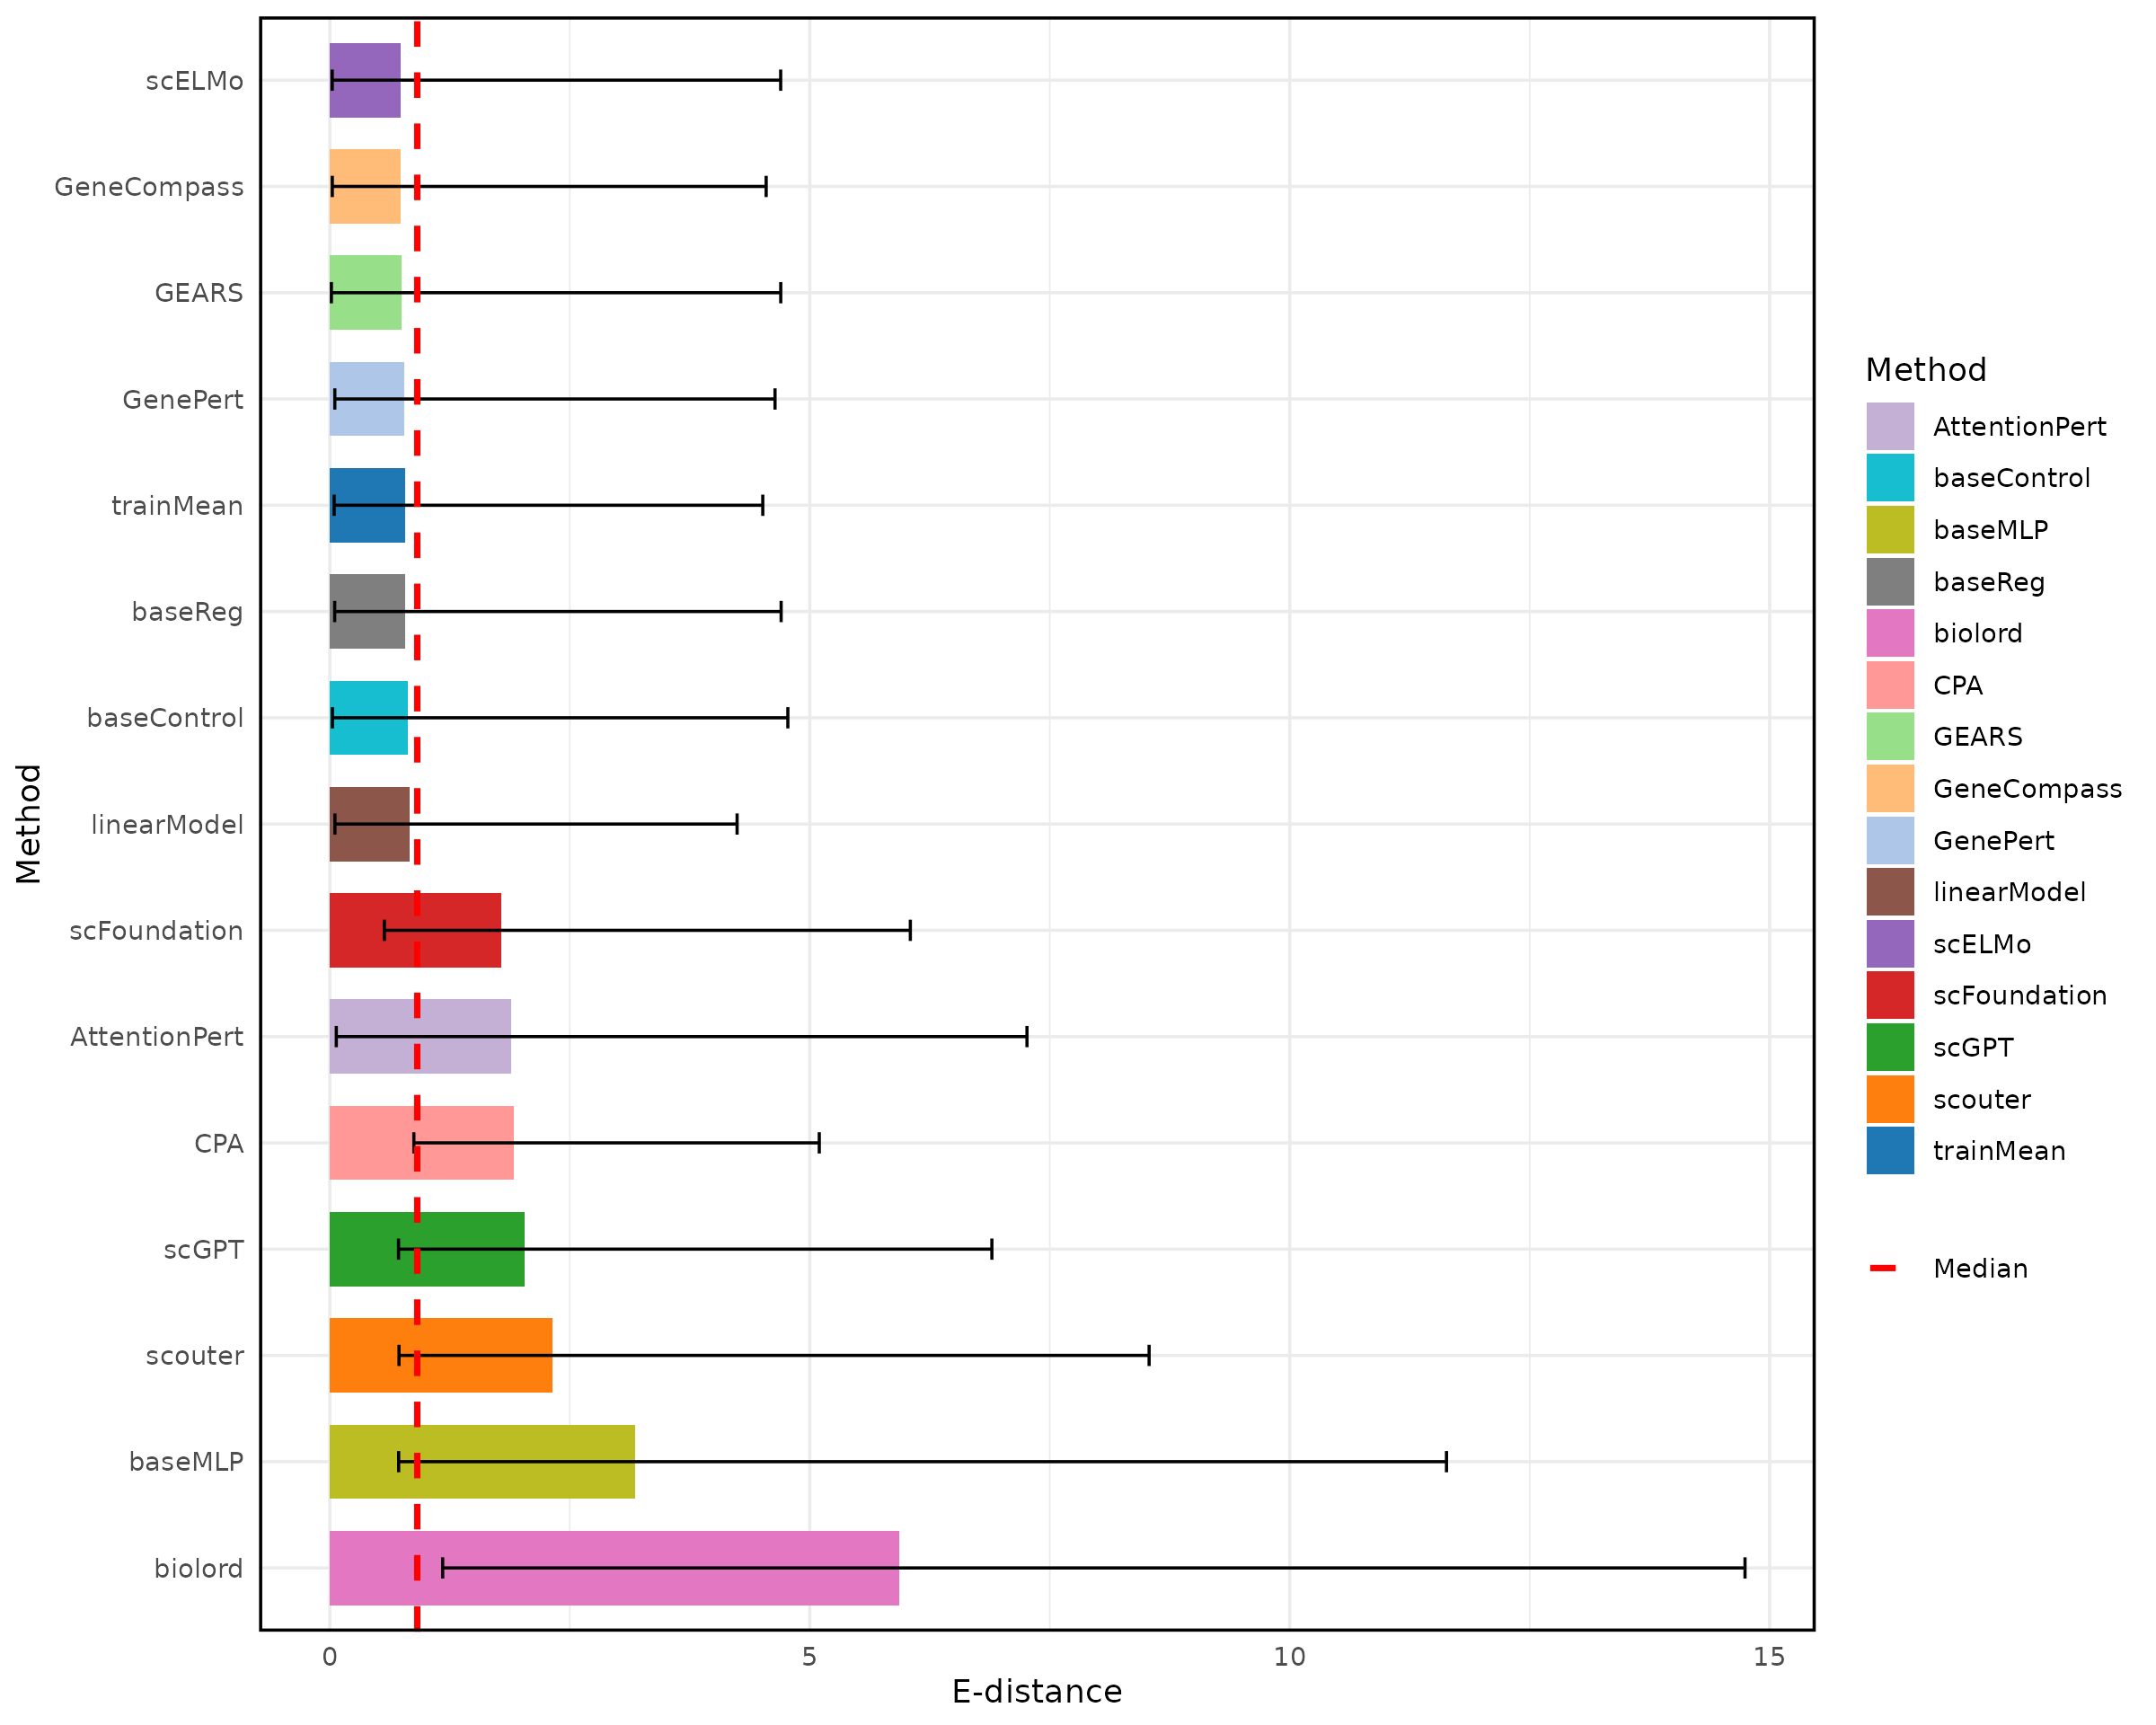 scELMo
GeneCompass
GEARS
GenePert
trainMean
baseReg
baseControl
linearModel
scFoundation
AttentionPert
CPA
scGPT
scouter
baseMLP
biolord
Method
0 5 10 15
E-distance
Method
AttentionPert
baseControl
baseMLP
baseReg
biolord
CPA
GEARS
GeneCompass
GenePert
linearModel
scELMo
scFoundation
scGPT
scouter
trainMean
Median